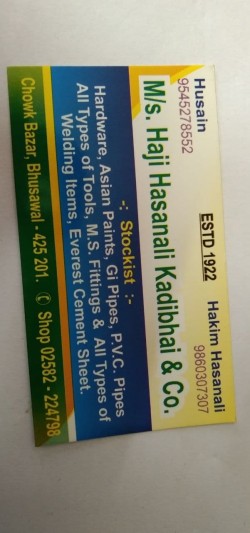 Husain
9545278552
ESTD 1922
Hakim Hasanali
9860307307
M/s. Haji Hasanali Kadibhai & Co.
-: Stockist :-
Hardware, Asian Paints, Gi Pipes, P.V.C. Pipes
All Types of Tools, M.S. Fittings & All Types of
Welding Items, Everest Cement Sheet.
Chowk Bazar, Bhusawal - 425 201. ✆ Shop 02582 - 224798